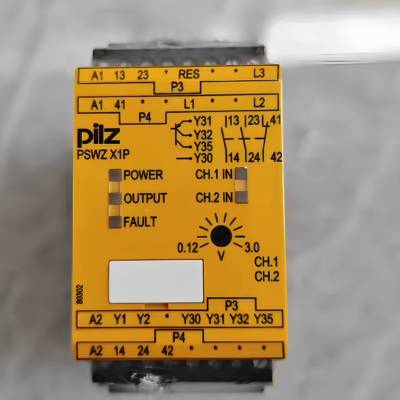 A1 13 23 * RES * * L3
P3
A1 41 * * L1 * * L2
P4
pilz
PSWZ X1P
Y31
Y32
Y35
Y30
13 23 41
14 24 42
POWER
OUTPUT
FAULT
CH.1 IN
CH.2 IN
0.12 3.0
V
CH.1
CH.2
80302
P3
A2 Y1 Y2 * Y30 Y31 Y32 Y35
P4
A2 14 24 42 * * * *